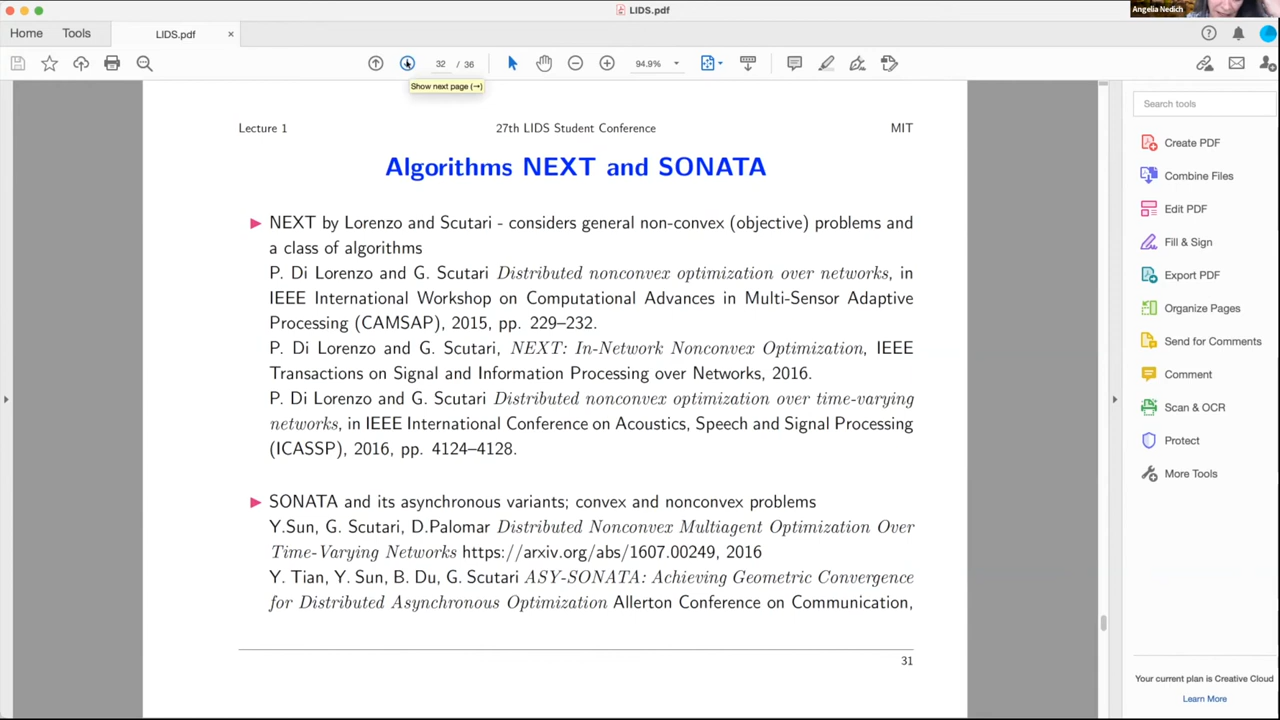 LIDS.pdf
Angelia Nedich
Home
Tools
LIDS.pdf
×
32 / 36
94.9%
Show next page (→)
Search tools
Create PDF
Combine Files
Edit PDF
Fill & Sign
Export PDF
Organize Pages
Send for Comments
Comment
Scan & OCR
Protect
More Tools
Your current plan is Creative Cloud
Learn More
Lecture 1 27th LIDS Student Conference MIT
Algorithms NEXT and SONATA
▶ NEXT by Lorenzo and Scutari - considers general non-convex (objective) problems and
a class of algorithms
P. Di Lorenzo and G. Scutari Distributed nonconvex optimization over networks, in
IEEE International Workshop on Computational Advances in Multi-Sensor Adaptive
Processing (CAMSAP), 2015, pp. 229–232.
P. Di Lorenzo and G. Scutari, NEXT: In-Network Nonconvex Optimization, IEEE
Transactions on Signal and Information Processing over Networks, 2016.
P. Di Lorenzo and G. Scutari Distributed nonconvex optimization over time-varying
networks, in IEEE International Conference on Acoustics, Speech and Signal Processing
(ICASSP), 2016, pp. 4124–4128.
▶ SONATA and its asynchronous variants; convex and nonconvex problems
Y.Sun, G. Scutari, D.Palomar Distributed Nonconvex Multiagent Optimization Over
Time-Varying Networks https://arxiv.org/abs/1607.00249, 2016
Y. Tian, Y. Sun, B. Du, G. Scutari ASY-SONATA: Achieving Geometric Convergence
for Distributed Asynchronous Optimization Allerton Conference on Communication,
31